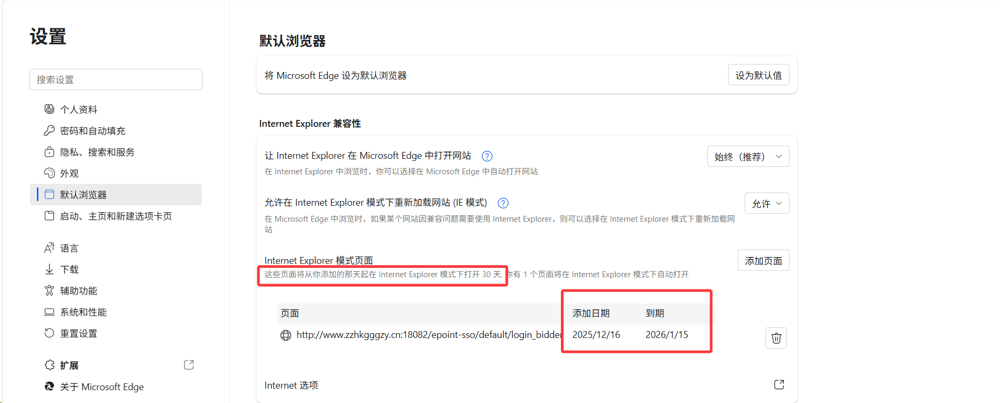 设置
搜索设置
个人资料
密码和自动填充
隐私、搜索和服务
外观
默认浏览器
启动、主页和新建选项卡页
语言
下载
辅助功能
系统和性能
重置设置
扩展
关于 Microsoft Edge
默认浏览器
将 Microsoft Edge 设为默认浏览器
设为默认值
Internet Explorer 兼容性
让 Internet Explorer 在 Microsoft Edge 中打开网站
始终（推荐）
在 Internet Explorer 中浏览时，你可以选择在 Microsoft Edge 中自动打开网站
允许在 Internet Explorer 模式下重新加载网站 (IE 模式)
允许
在 Microsoft Edge 中浏览时，如果某个网站因兼容问题需要使用 Internet Explorer，则可以选择在 Internet Explorer 模式下重新加载网
站
Internet Explorer 模式页面
添加页面
这些页面将从你添加的那天起在 Internet Explorer 模式下打开 30 天. 你有 1 个页面将在 Internet Explorer 模式下自动打开
页面 添加日期 到期
http://www.zzhkgggzy.cn:18082/epoint-sso/default/login_bidder 2025/12/16 2026/1/15
Internet 选项